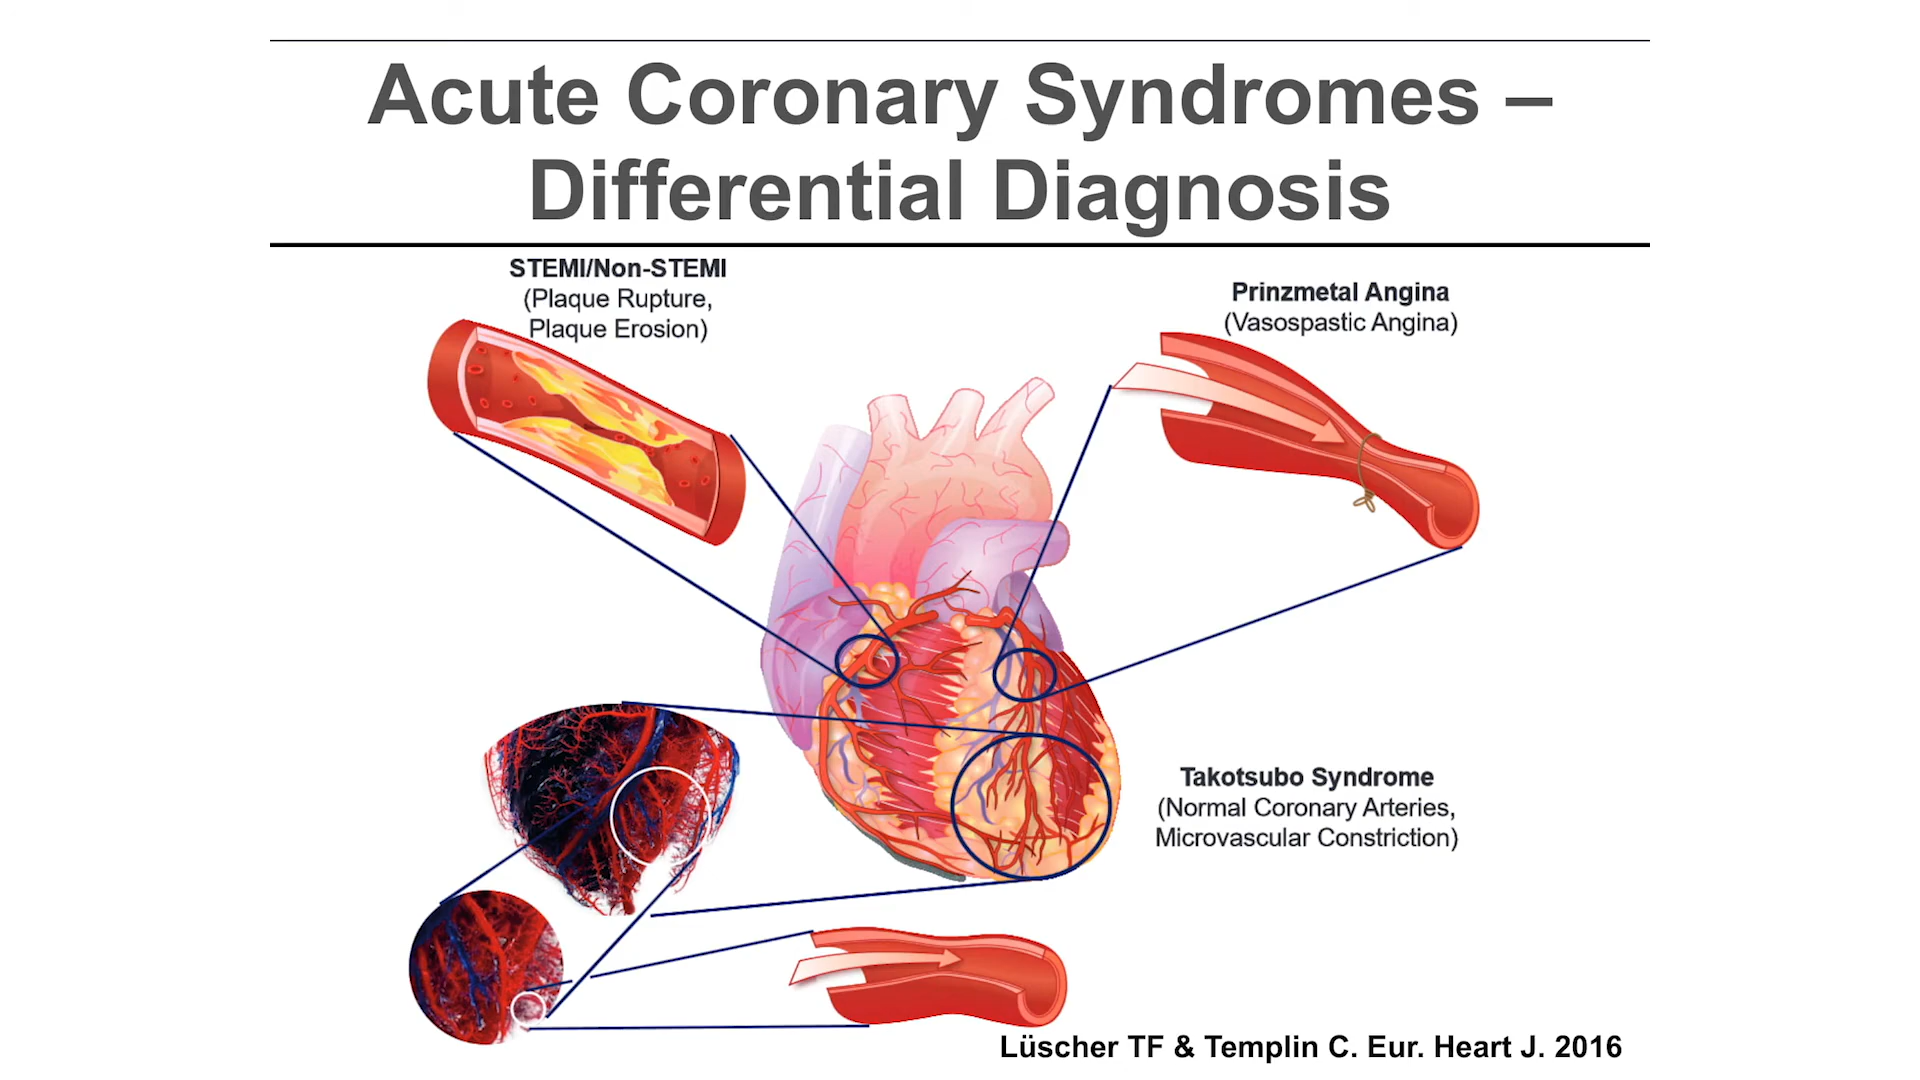 Acute Coronary Syndromes –
Differential Diagnosis
STEMI/Non-STEMI
(Plaque Rupture,
Plaque Erosion)
Prinzmetal Angina
(Vasospastic Angina)
Takotsubo Syndrome
(Normal Coronary Arteries,
Microvascular Constriction)
Lüscher TF & Templin C. Eur. Heart J. 2016